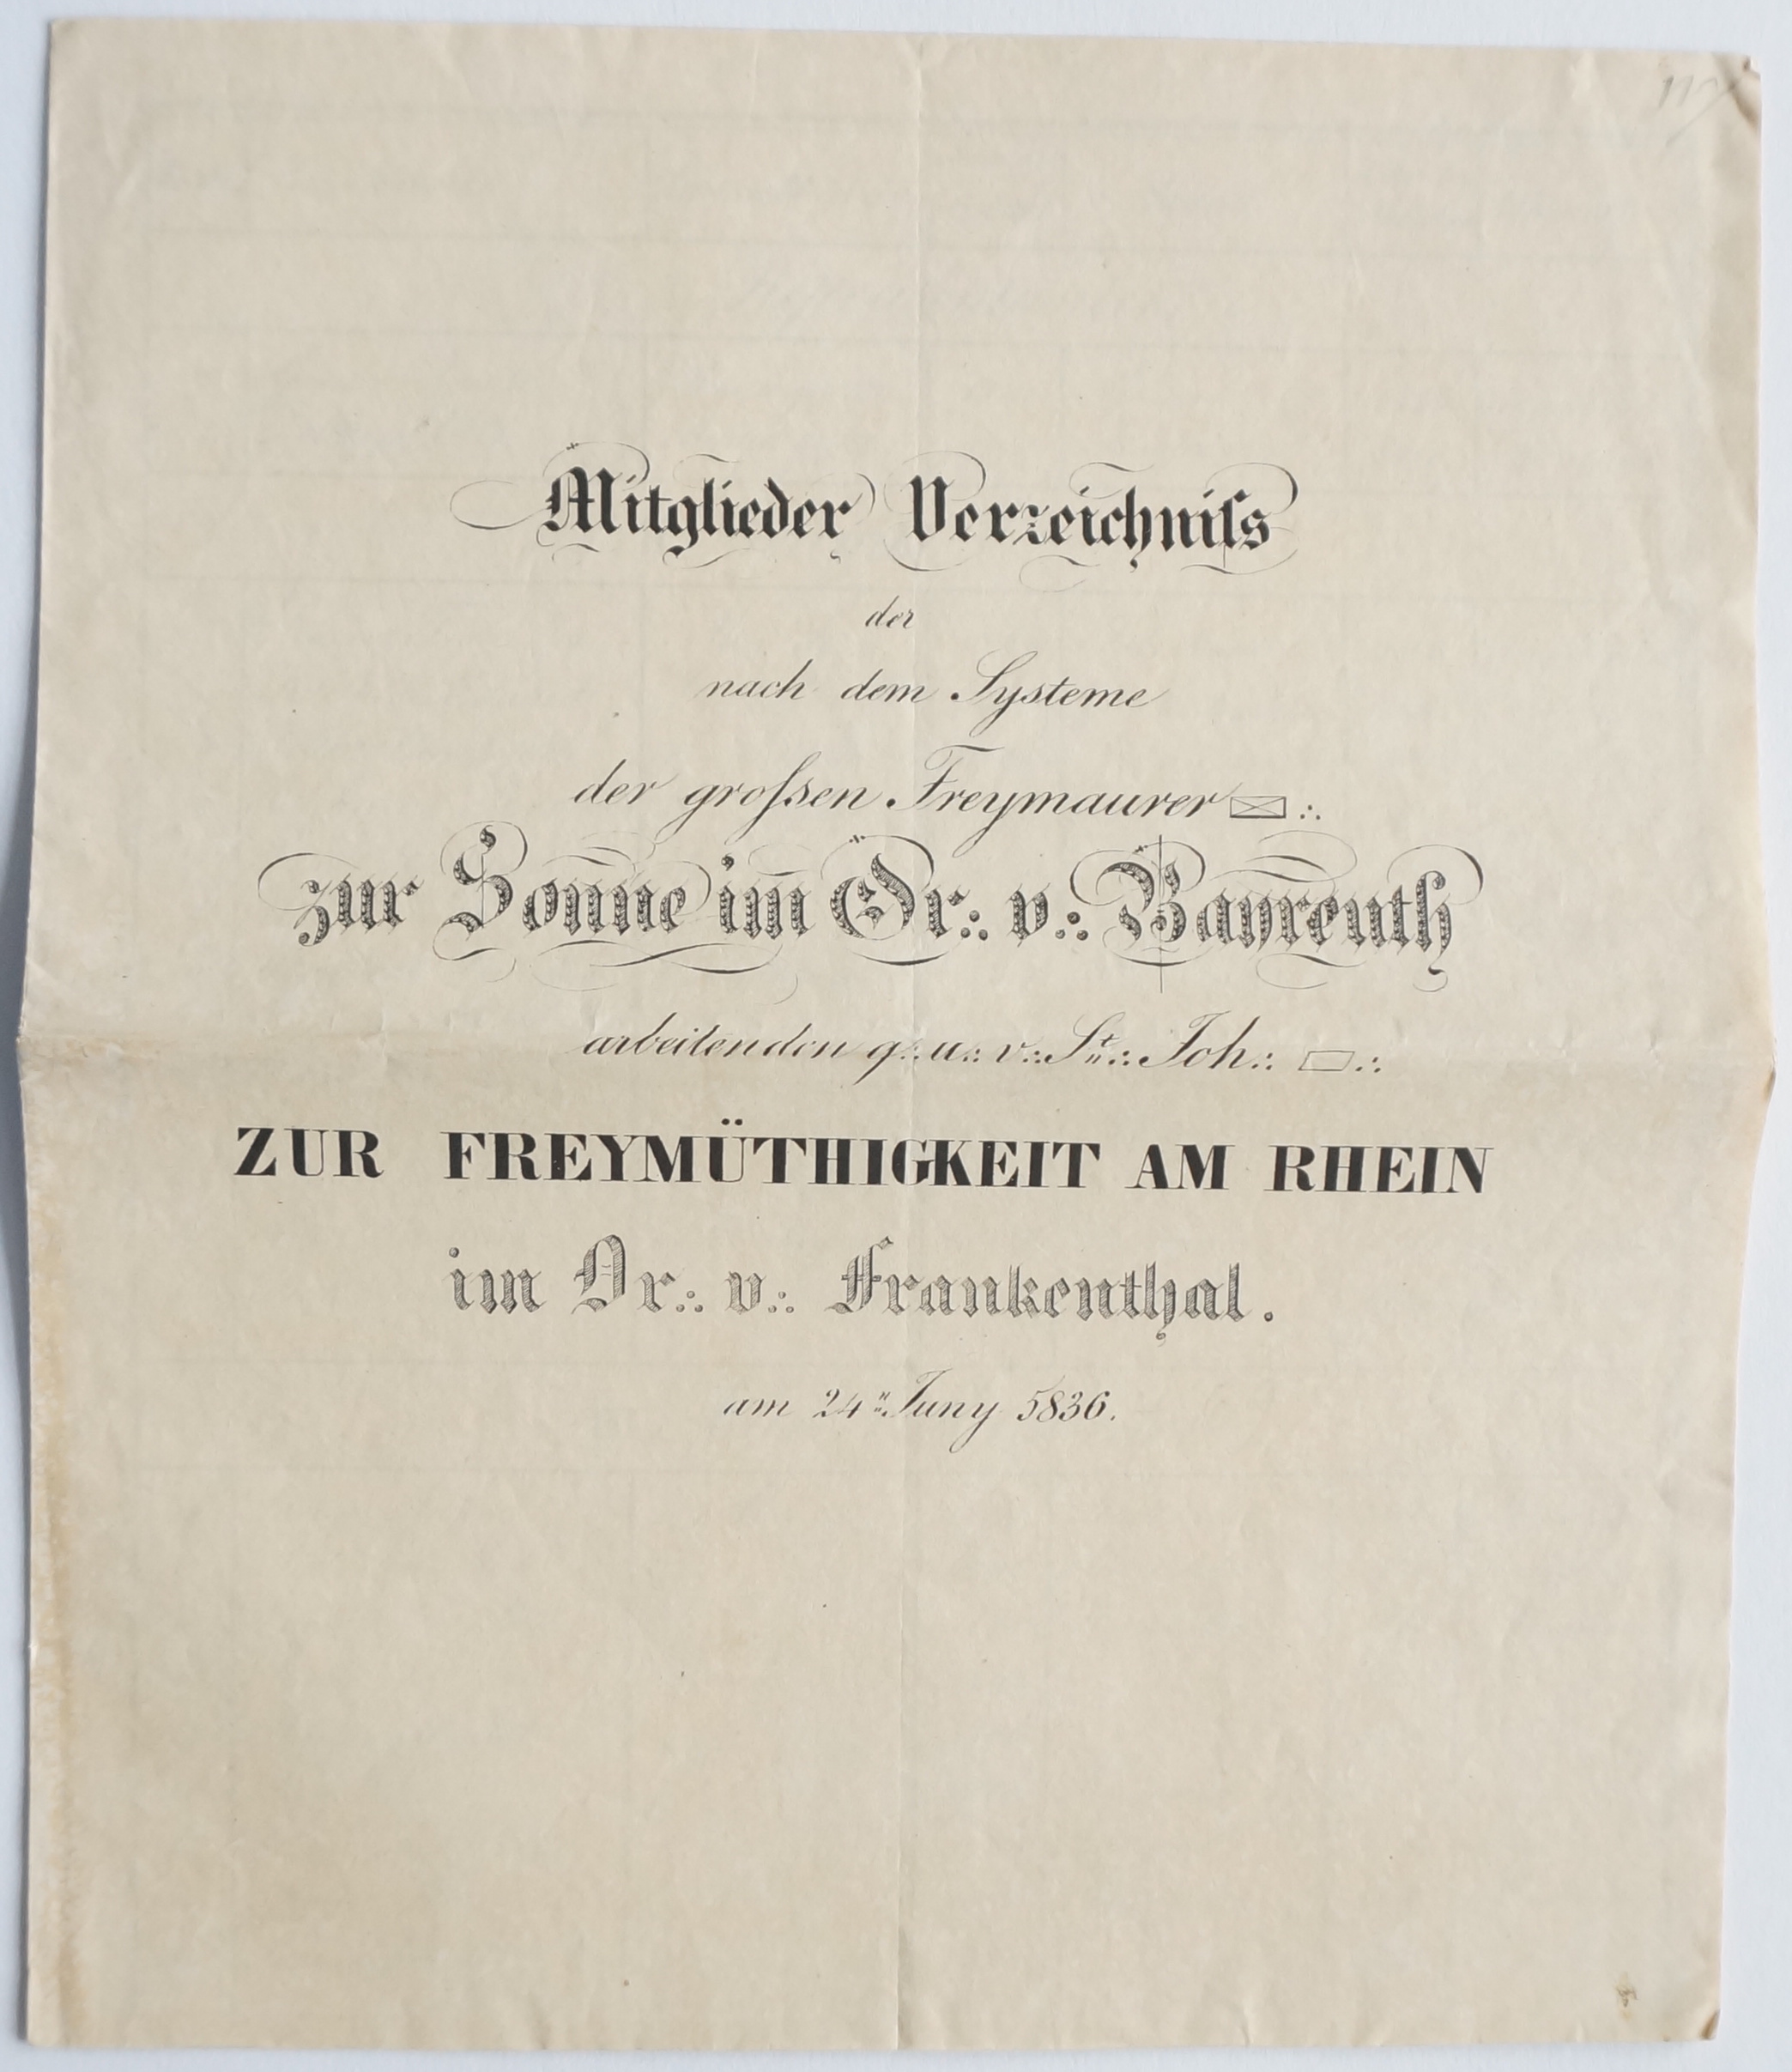 Mitglieder Verzeichniſs
der
nach dem Systeme
der groſsen Freymaurer ::
zur Sonne im Or.: v.: Bayreuth
arbeitenden g.: u.: v.: St.: Joh.: ▭.:
ZUR FREYMÜTHIGKEIT AM RHEIN
im Or.: v.: Frankenthal.
am 24n Juny 5836.